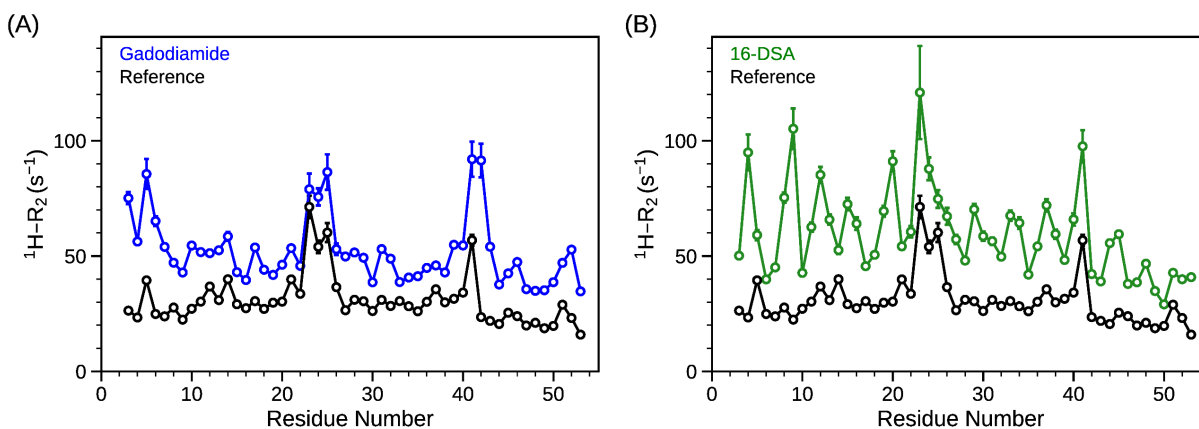 (A)
Gadodiamide
Reference
¹H−R₂ (s⁻¹)
100
50
0
0 10 20 30 40 50
Residue Number
(B)
16-DSA
Reference
¹H−R₂ (s⁻¹)
100
50
0
0 10 20 30 40 50
Residue Number